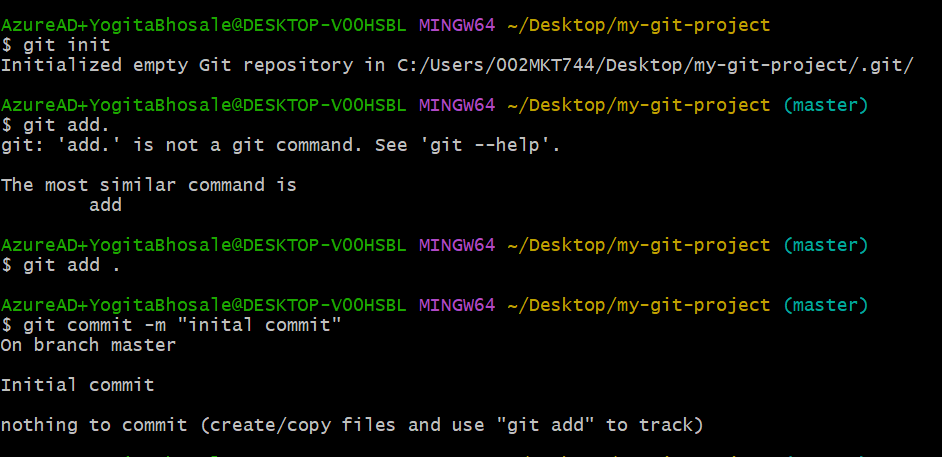 AzureAD+YogitaBhosale@DESKTOP-V0OHSBL MINGW64 ~/Desktop/my-git-project
$ git init
Initialized empty Git repository in C:/Users/002MKT744/Desktop/my-git-project/.git/
AzureAD+YogitaBhosale@DESKTOP-V0OHSBL MINGW64 ~/Desktop/my-git-project (master)
$ git add.
git: 'add.' is not a git command. See 'git --help'.
The most similar command is
add
AzureAD+YogitaBhosale@DESKTOP-V0OHSBL MINGW64 ~/Desktop/my-git-project (master)
$ git add .
AzureAD+YogitaBhosale@DESKTOP-V0OHSBL MINGW64 ~/Desktop/my-git-project (master)
$ git commit -m "inital commit"
On branch master
Initial commit
nothing to commit (create/copy files and use "git add" to track)